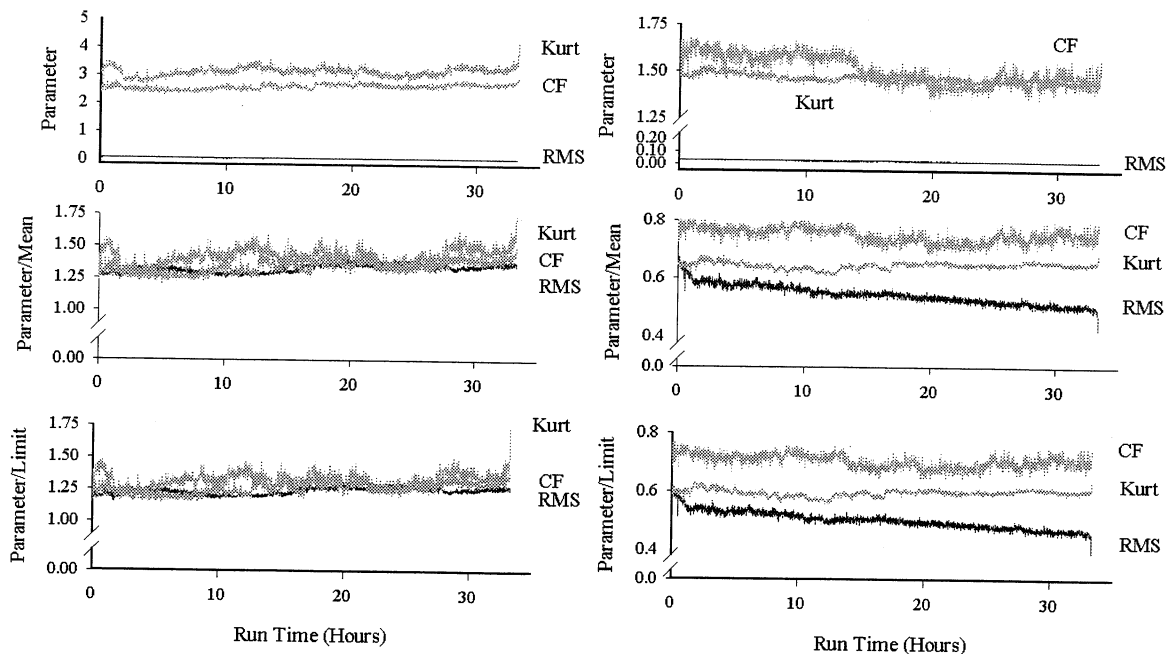 5
4
3
2
1
0
Parameter
Kurt
CF
RMS
0
10
20
30
1.75
1.50
1.25
0.20
0.10
0.00
Parameter
CF
Kurt
RMS
0
10
20
30
1.75
1.50
1.25
1.00
0.00
Parameter/Mean
Kurt
CF
RMS
0
10
20
30
0.8
0.6
0.4
0.0
Parameter/Mean
CF
Kurt
RMS
0
10
20
30
1.75
1.50
1.25
1.00
0.00
Parameter/Limit
Kurt
CF
RMS
0
10
20
30
Run Time (Hours)
0.8
0.6
0.4
0.0
Parameter/Limit
CF
Kurt
RMS
0
10
20
30
Run Time (Hours)